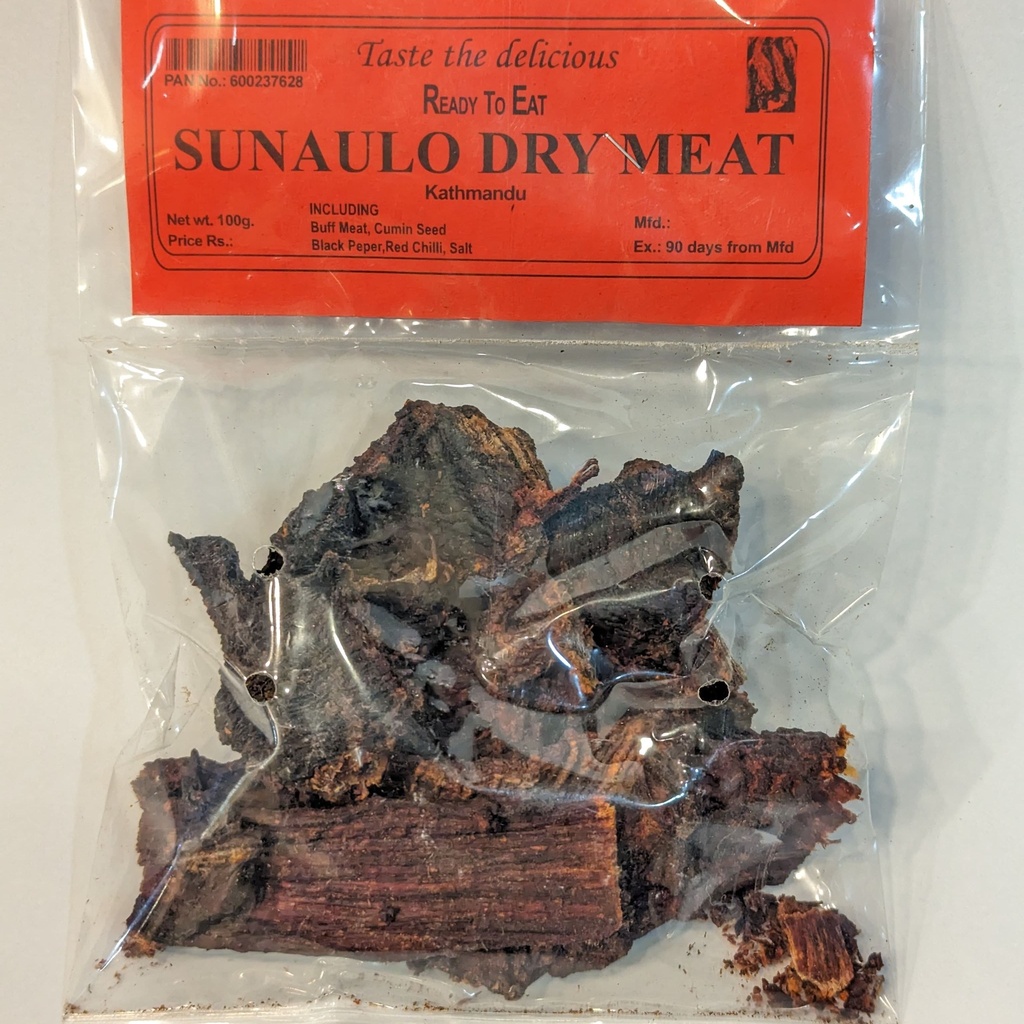 Taste the delicious
PAN No.: 600237628
READY TO EAT
SUNAULO DRY MEAT
Kathmandu
Net wt. 100g.
Price Rs.:
INCLUDING
Buff Meat, Cumin Seed
Black Peper,Red Chilli, Salt
Mfd.:
Ex.: 90 days from Mfd